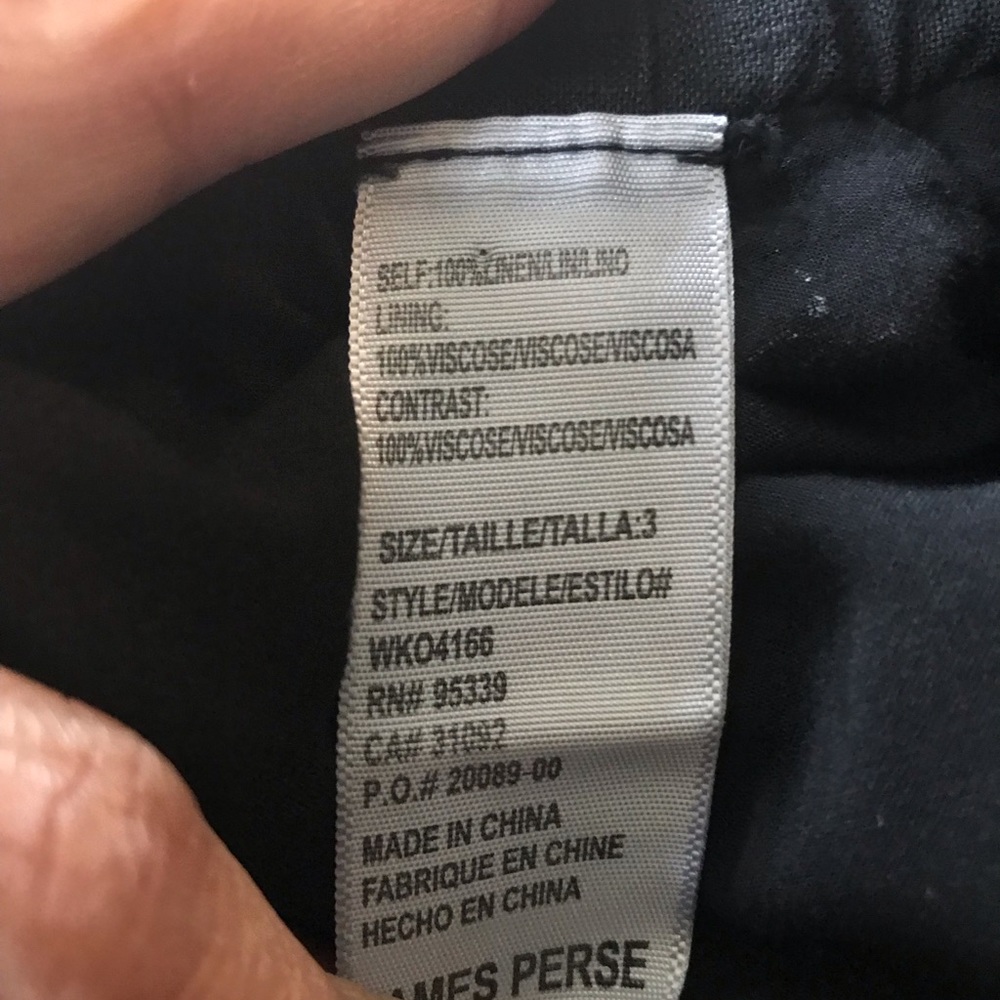 SELF:100%LINEN/LIN/LINO
LINING:
100%VISCOSE/VISCOSE/VISCOSA
CONTRAST:
100%VISCOSE/VISCOSE/VISCOSA
SIZE/TAILLE/TALLA:3
STYLE/MODELE/ESTILO#
WKO4166
RN# 95339
CA# 31092
P.O.# 20089-00
MADE IN CHINA
FABRIQUE EN CHINE
HECHO EN CHINA
AMES PERSE